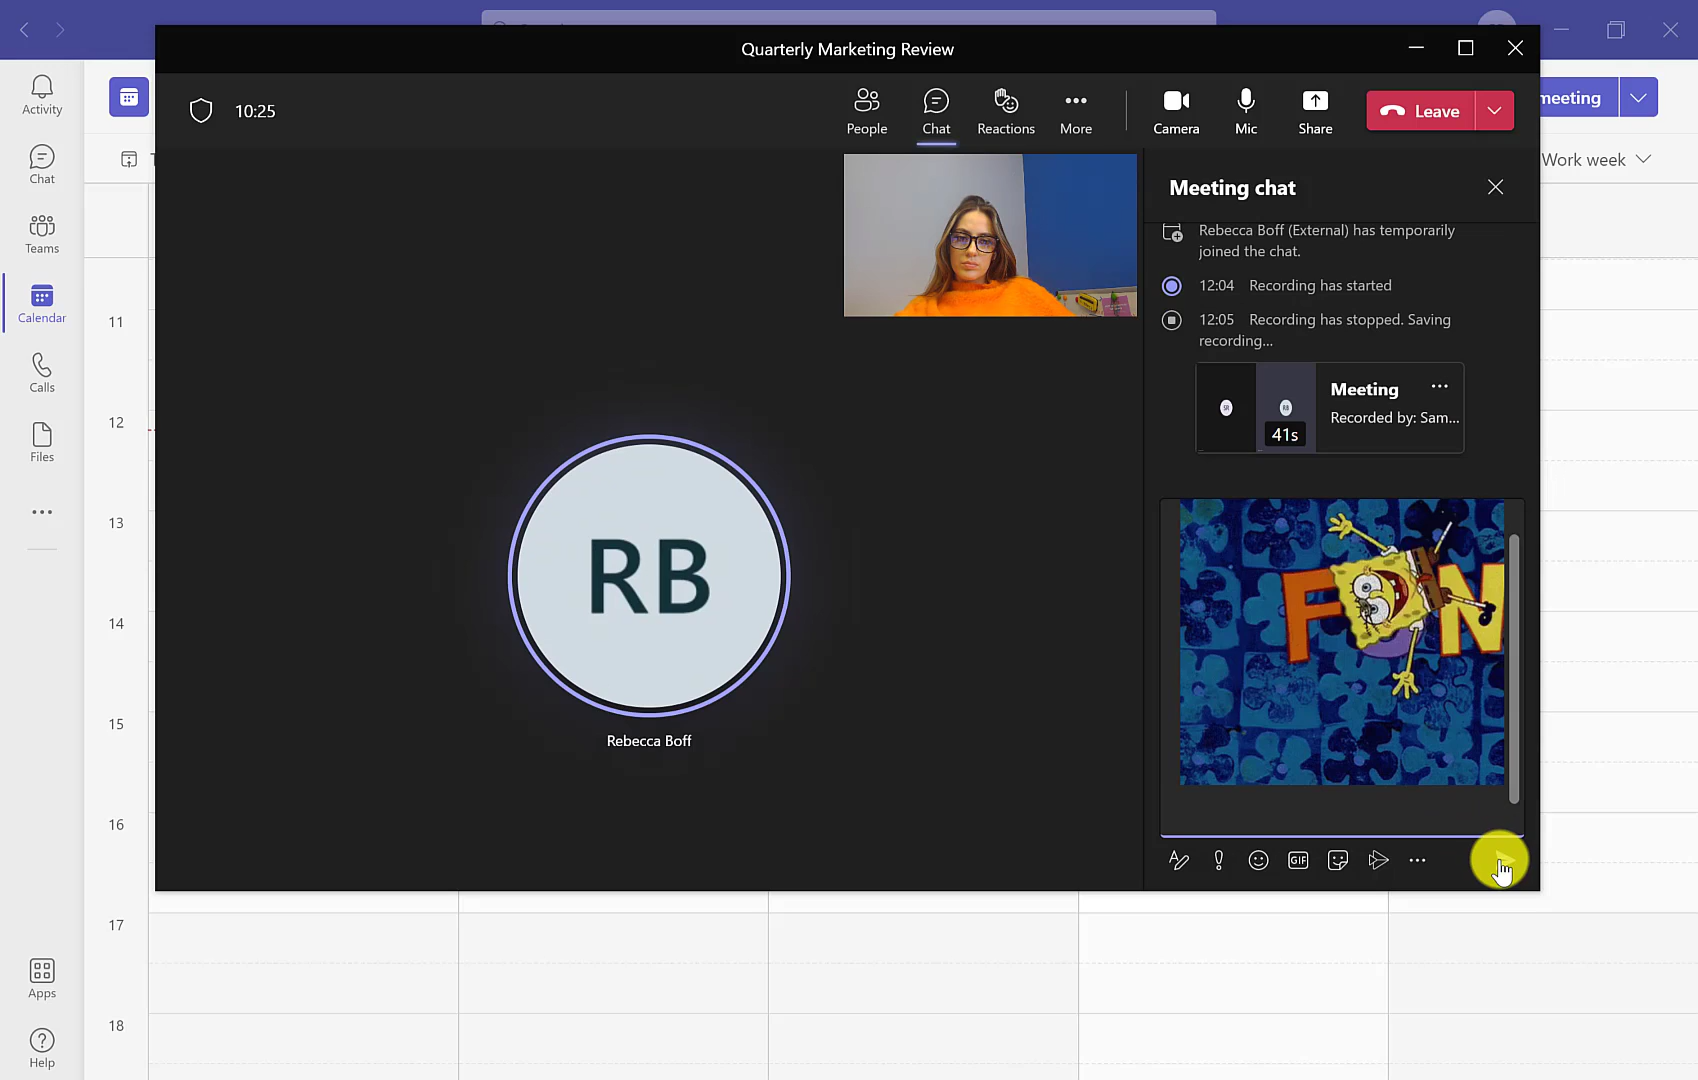 Quarterly Marketing Review
10:25
People
Chat
Reactions
More
Camera
Mic
Share
Leave
meeting
Work week
Activity
Chat
Teams
Calendar
Calls
Files
Apps
Help
11
12
13
14
15
16
17
18
RB
Rebecca Boff
Meeting chat
Rebecca Boff (External) has temporarily
joined the chat.
12:04 Recording has started
12:05 Recording has stopped. Saving
recording...
SR
RB
41s
Meeting
Recorded by: Sam...
F N
GIF